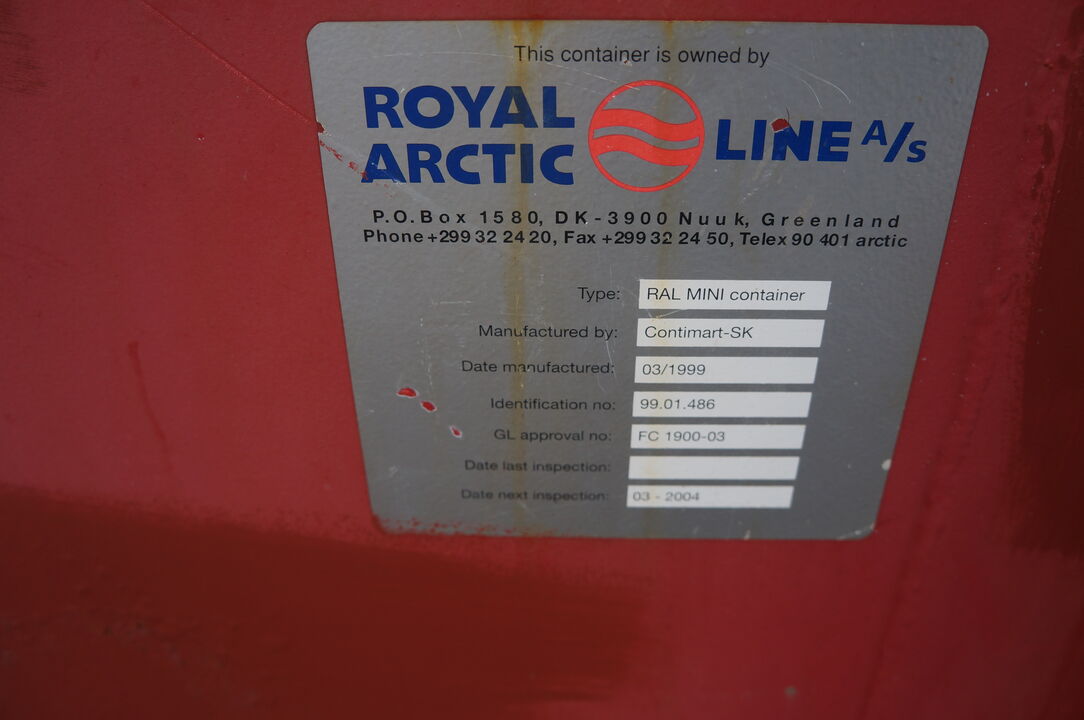 This container is owned by
ROYAL ARCTIC LINE A/S
P.O.Box 1580, DK-3900 Nuuk, Greenland
Phone +299 32 24 20, Fax +299 32 24 50, Telex 90 401 arctic
Type: RAL MINI container
Manufactured by: Contimart-SK
Date manufactured: 03/1999
Identification no: 99.01.486
GL approval no: FC 1900-03
Date last inspection:
Date next inspection: 03 - 2004